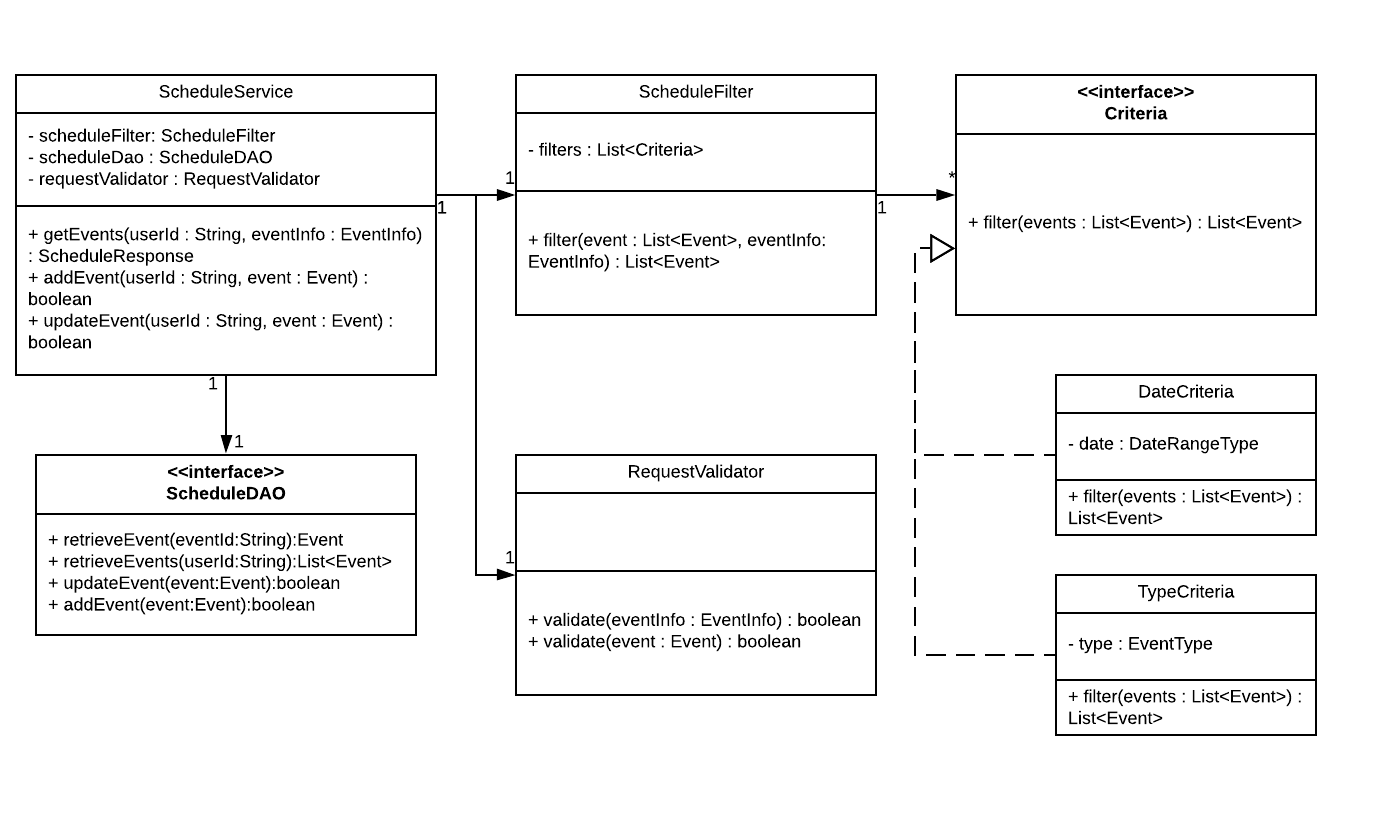 ScheduleService
- scheduleFilter: ScheduleFilter
- scheduleDao : ScheduleDAO
- requestValidator : RequestValidator
+ getEvents(userId : String, eventInfo : EventInfo)
: ScheduleResponse
+ addEvent(userId : String, event : Event) :
boolean
+ updateEvent(userId : String, event : Event) :
boolean
1
1
1
ScheduleFilter
- filters : List<Criteria>
+ filter(event : List<Event>, eventInfo:
EventInfo) : List<Event>
1
*
<<interface>>
Criteria
+ filter(events : List<Event>) : List<Event>
1
1
<<interface>>
ScheduleDAO
+ retrieveEvent(eventId:String):Event
+ retrieveEvents(userId:String):List<Event>
+ updateEvent(event:Event):boolean
+ addEvent(event:Event):boolean
RequestValidator
+ validate(eventInfo : EventInfo) : boolean
+ validate(event : Event) : boolean
DateCriteria
- date : DateRangeType
+ filter(events : List<Event>) :
List<Event>
TypeCriteria
- type : EventType
+ filter(events : List<Event>) :
List<Event>